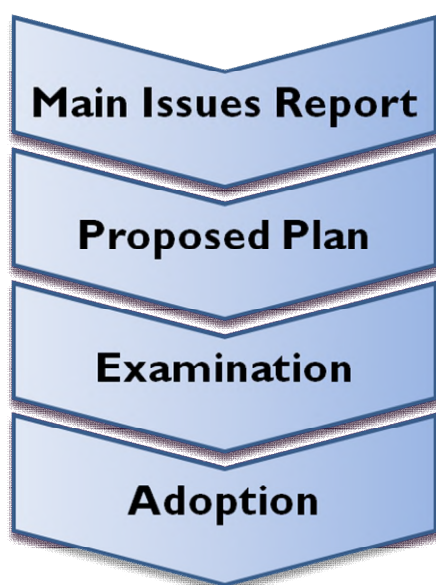 Main Issues Report
Proposed Plan
Examination
Adoption